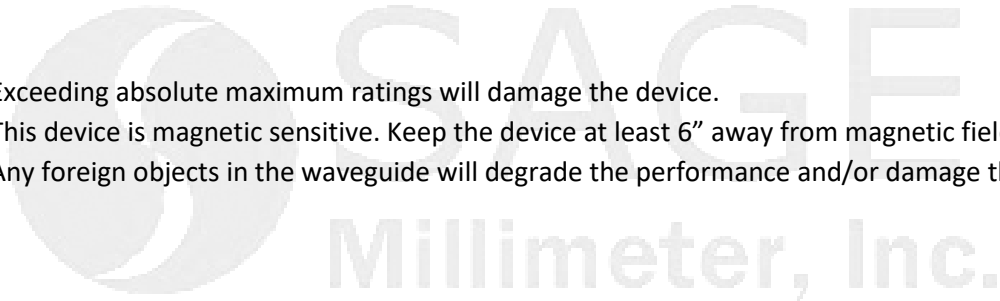 SAGE
Exceeding absolute maximum ratings will damage the device.
This device is magnetic sensitive. Keep the device at least 6” away from magnetic fiel
Any foreign objects in the waveguide will degrade the performance and/or damage th
Millimeter, Inc.